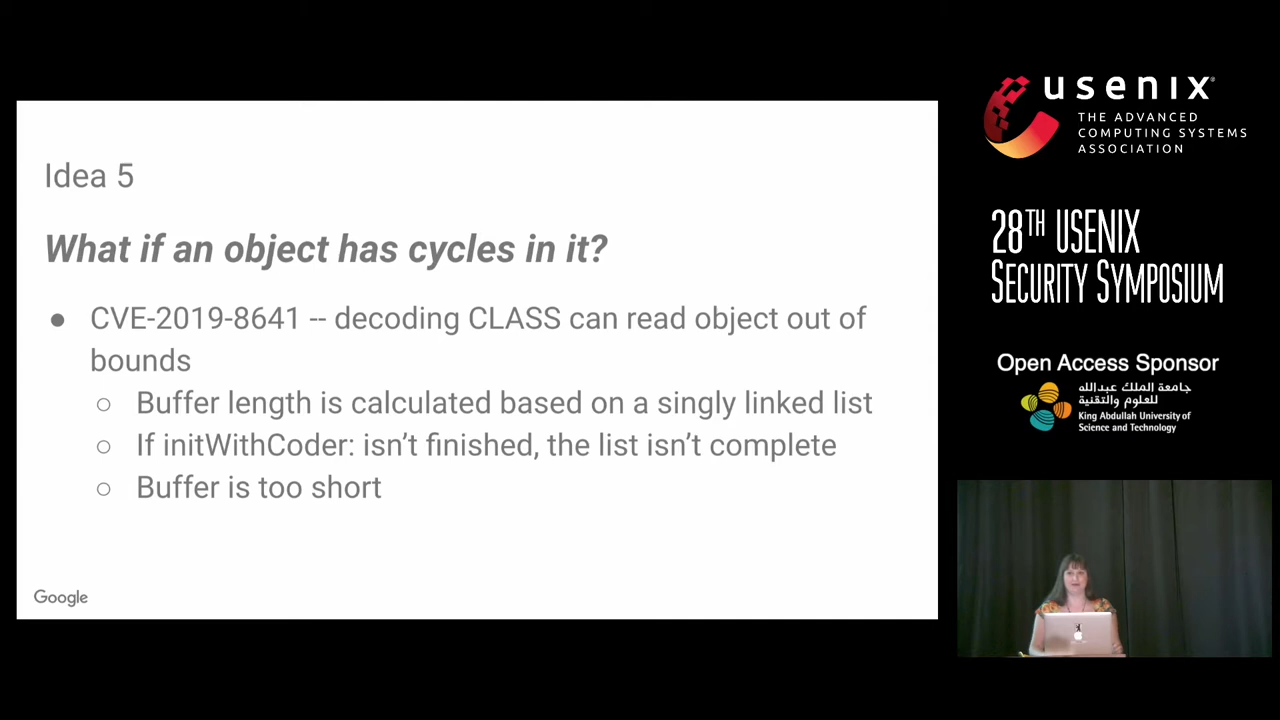 Idea 5
What if an object has cycles in it?
● CVE-2019-8641 -- decoding CLASS can read object out of
bounds
○ Buffer length is calculated based on a singly linked list
○ If initWithCoder: isn’t finished, the list isn’t complete
○ Buffer is too short
Google
usenix®
THE ADVANCED
COMPUTING SYSTEMS
ASSOCIATION
28TH USENIX
SECURITY SYMPOSIUM
Open Access Sponsor
جامعة الملك عبدالله
للعلوم والتقنية
King Abdullah University of
Science and Technology